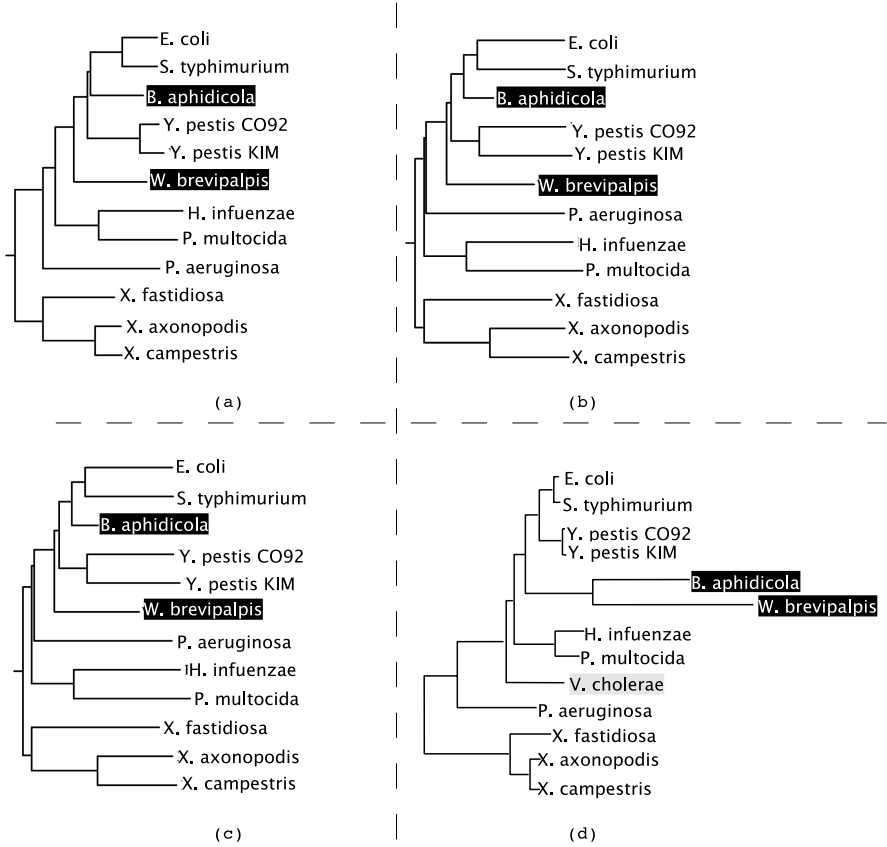 E. coli
S. typhimurium
B. aphidicola
Y. pestis CO92
Y. pestis KIM
W. brevipalpis
H. infuenzae
P. multocida
P. aeruginosa
X. fastidiosa
X. axonopodis
X. campestris
(a)
E. coli
S. typhimurium
B. aphidicola
Y. pestis CO92
Y. pestis KIM
W. brevipalpis
P. aeruginosa
H. infuenzae
P. multocida
X. fastidiosa
X. axonopodis
X. campestris
(b)
E. coli
S. typhimurium
B. aphidicola
Y. pestis CO92
Y. pestis KIM
W. brevipalpis
P. aeruginosa
H. infuenzae
P. multocida
X. fastidiosa
X. axonopodis
X. campestris
(c)
E. coli
S. typhimurium
Y. pestis CO92
Y. pestis KIM
B. aphidicola
W. brevipalpis
H. infuenzae
P. multocida
V. cholerae
P. aeruginosa
X. fastidiosa
X. axonopodis
X. campestris
(d)